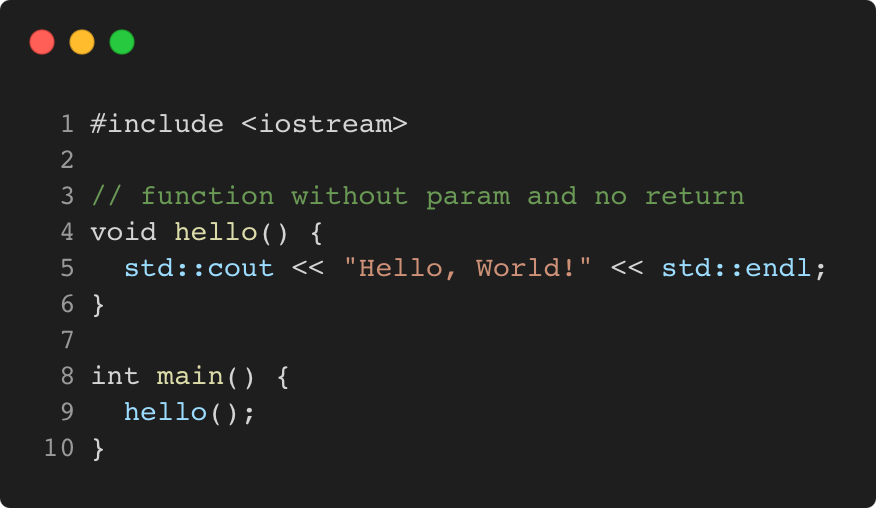 1 #include <iostream>
2
3 // function without param and no return
4 void hello() {
5   std::cout << "Hello, World!" << std::endl;
6 }
7
8 int main() {
9   hello();
10 }